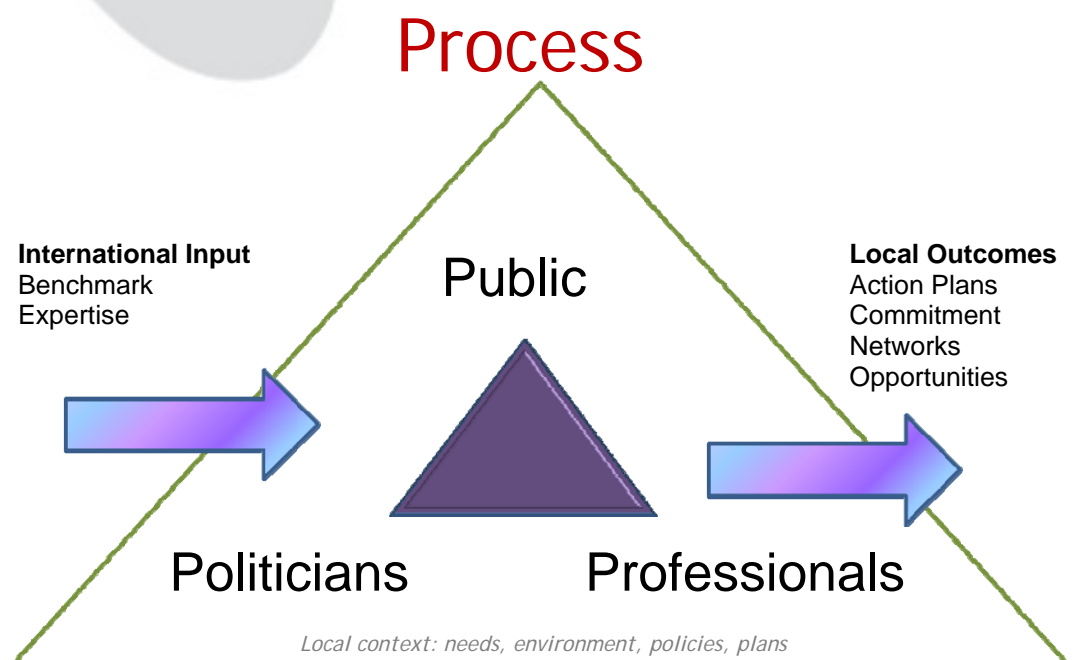 Process
International Input
Benchmark
Expertise
Public
Local Outcomes
Action Plans
Commitment
Networks
Opportunities
Politicians
Professionals
Local context: needs, environment, policies, plans